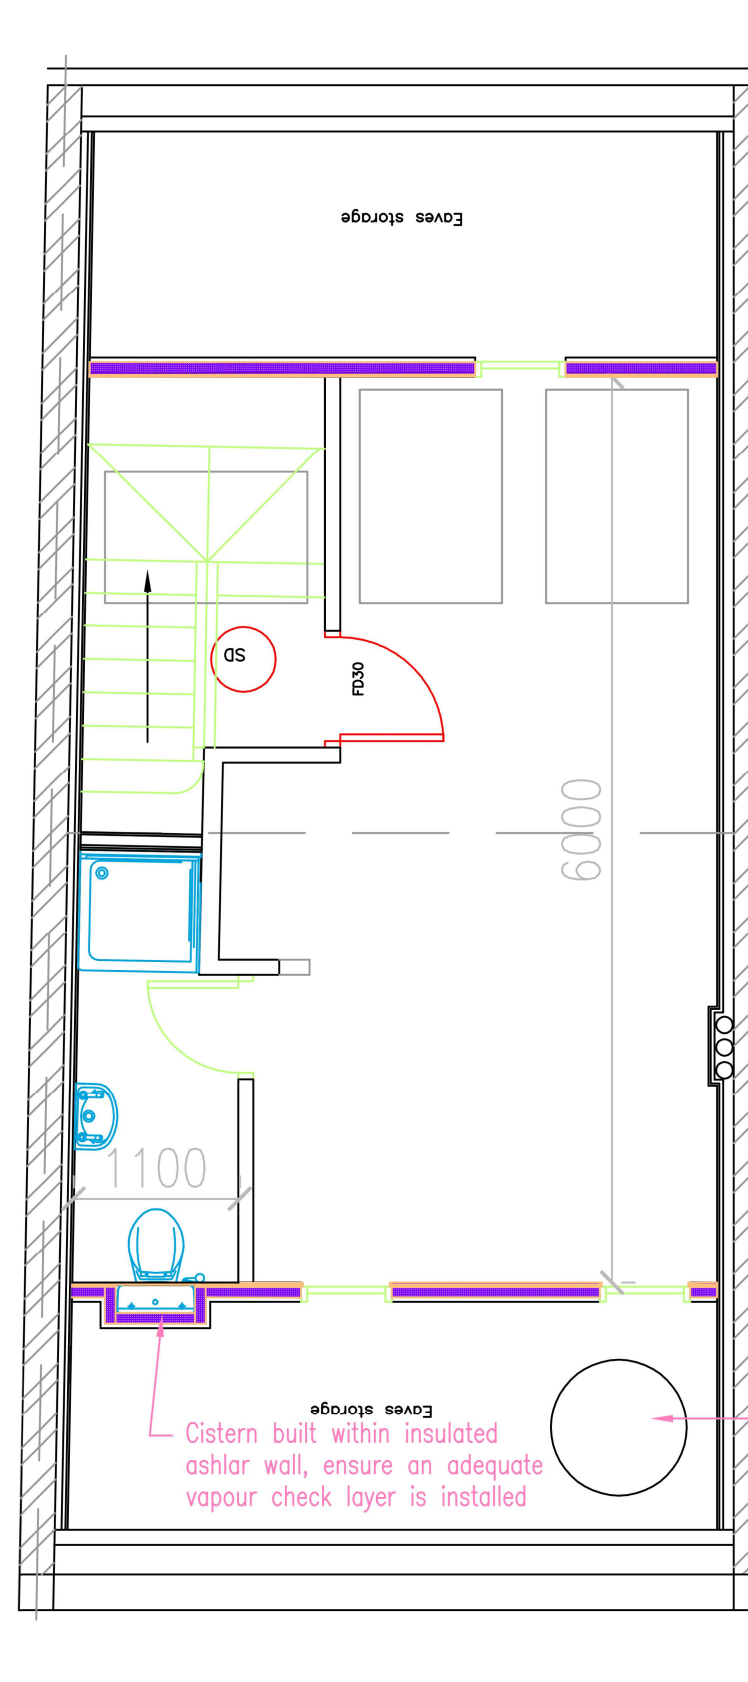 Eaves storage
SD
FD30
6000
1100
Eaves storage
Cistern built within insulated
ashlar wall, ensure an adequate
vapour check layer is installed